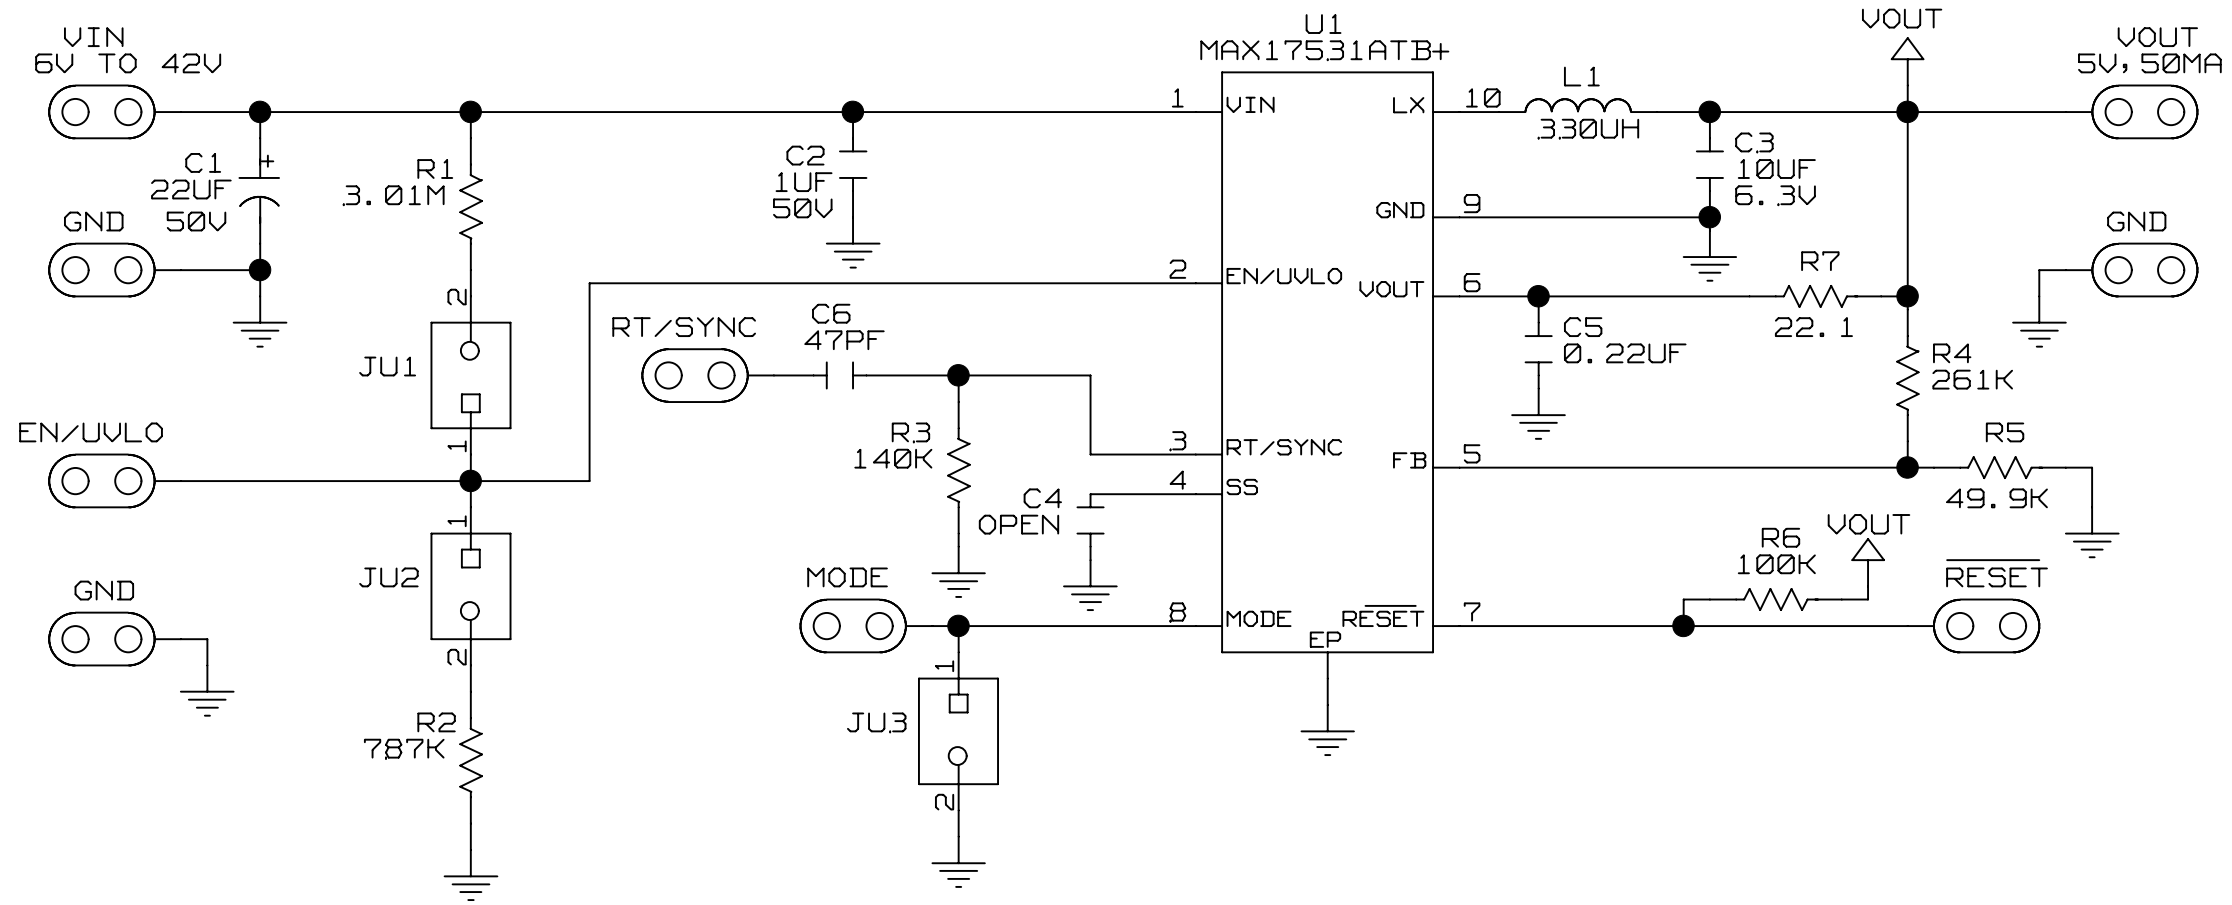 VIN
6V TO 42V
GND
C1
22UF
50V
+
R1
3.01M
2
JU1
1
EN/UVLO
1
JU2
2
GND
R2
787K
C2
1UF
50V
RT/SYNC
C6
47PF
R3
140K
C4
OPEN
MODE
1
JU3
2
U1
MAX17531ATB+
1 VIN
2 EN/UVLO
3 RT/SYNC
4 SS
8 MODE
EP
LX 10
GND 9
VOUT 6
FB 5
RESET 7
L1
330UH
C3
10UF
6.3V
VOUT
VOUT
5V,50MA
GND
R7
22.1
C5
0.22UF
R4
261K
R5
49.9K
R6
100K
VOUT
RESET